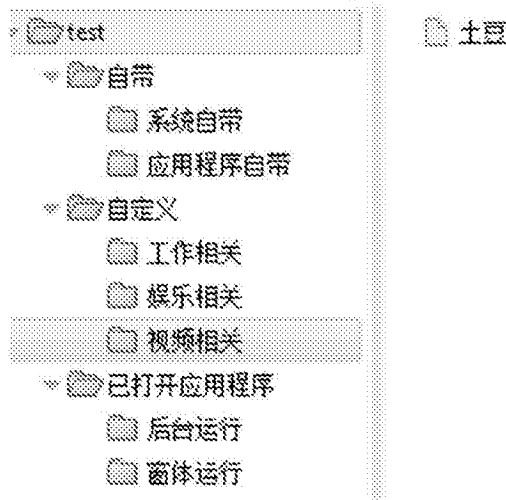 test
自带
系统自带
应用程序自带
自定义
工作相关
娱乐相关
视频相关
已打开应用程序
后台运行
窗体运行
土豆